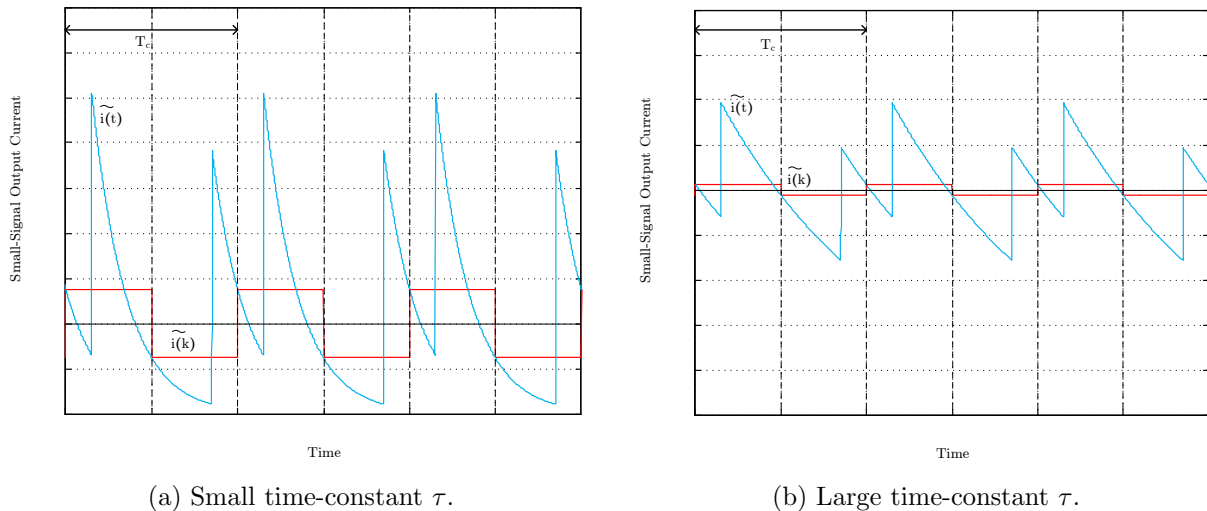 T_c
i(t)
Small-Signal Output Current
i(k)
Time
(a) Small time-constant τ.
T_c
i(t)
i(k)
Small-Signal Output Current
Time
(b) Large time-constant τ.